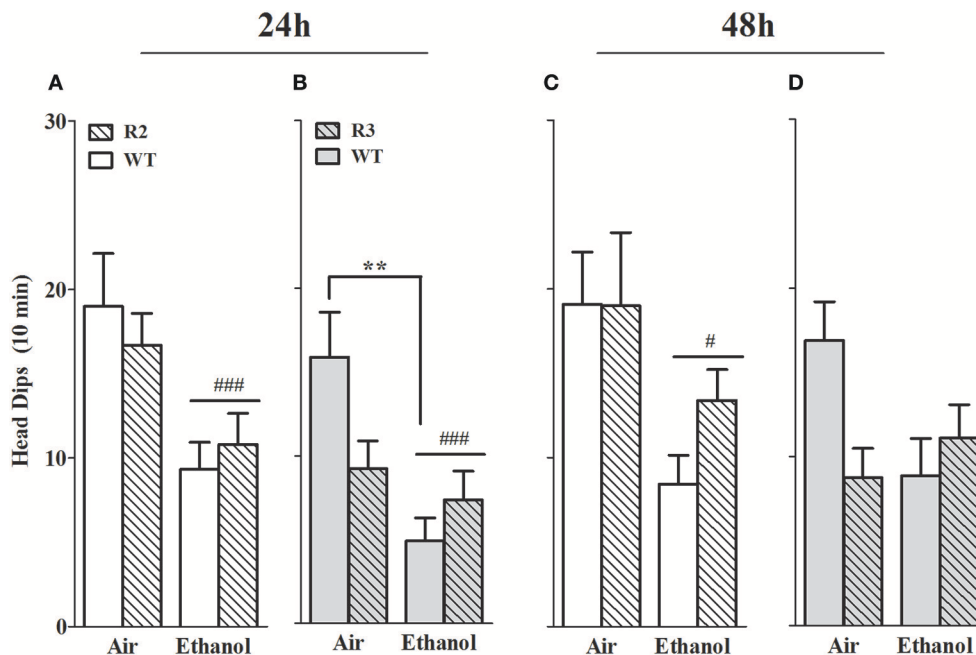 24h
48h
A
B
C
D
30
20
10
0
Head Dips (10 min)
R2
WT
R3
WT
###
**
###
#
Air
Ethanol
Air
Ethanol
Air
Ethanol
Air
Ethanol